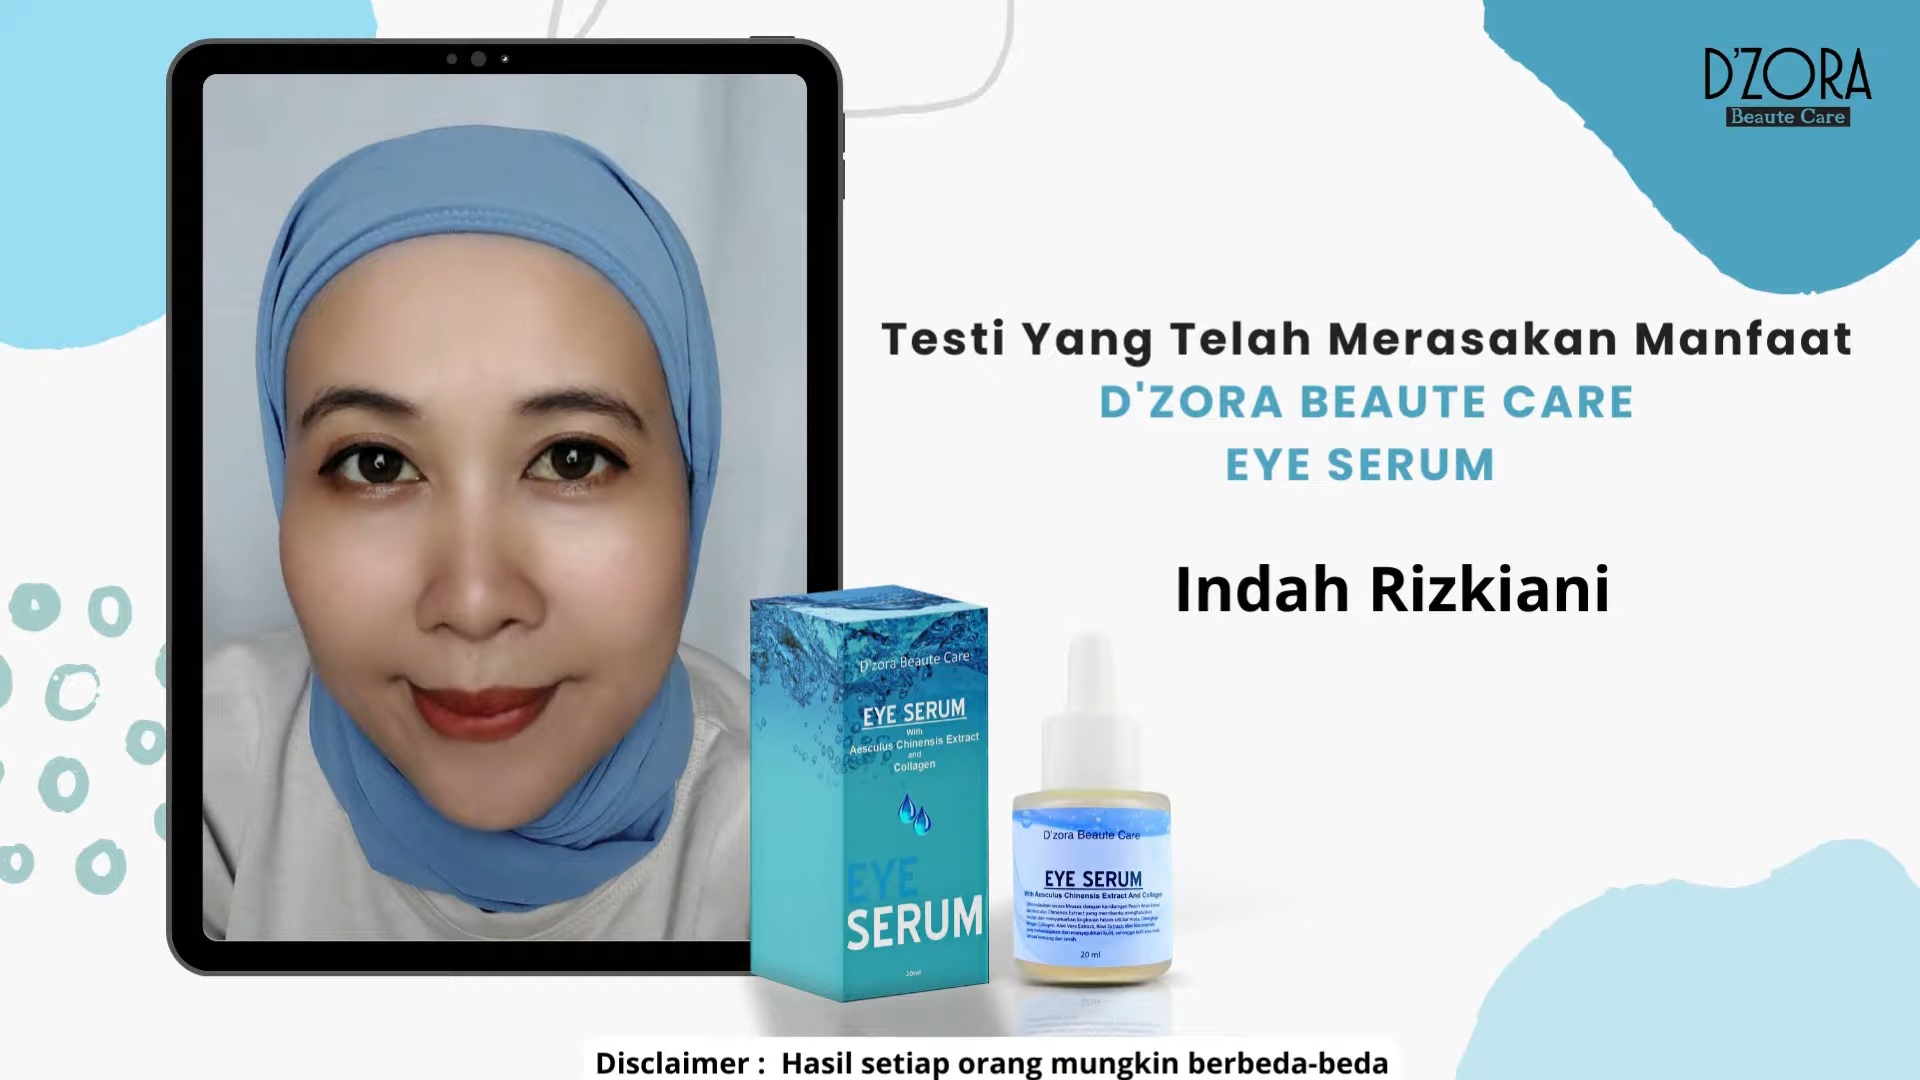 D'ZORA
Beaute Care
Testi Yang Telah Merasakan Manfaat
D'ZORA BEAUTE CARE
EYE SERUM
Indah Rizkiani
D'zora Beaute Care
EYE SERUM
With
Aesculus Chinensis Extract
and
Collagen
EYE
SERUM
20ml
D'zora Beaute Care
EYE SERUM
With Aesculus Chinensis Extract And Collagen
20 ml
Disclaimer : Hasil setiap orang mungkin berbeda-beda